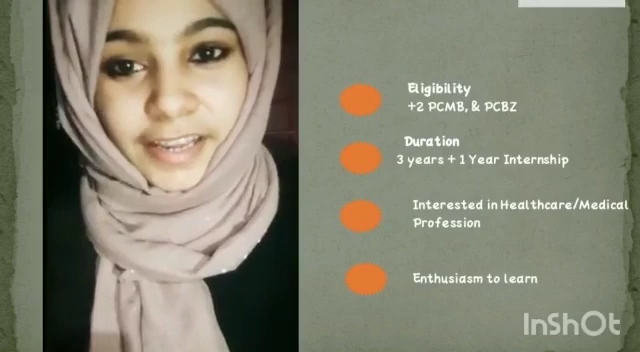 Eligibility
+2 PCMB, & PCBZ
Duration
3 years + 1 Year Internship
Interested in Healthcare/Medical
Profession
Enthusiasm to learn
InShOt